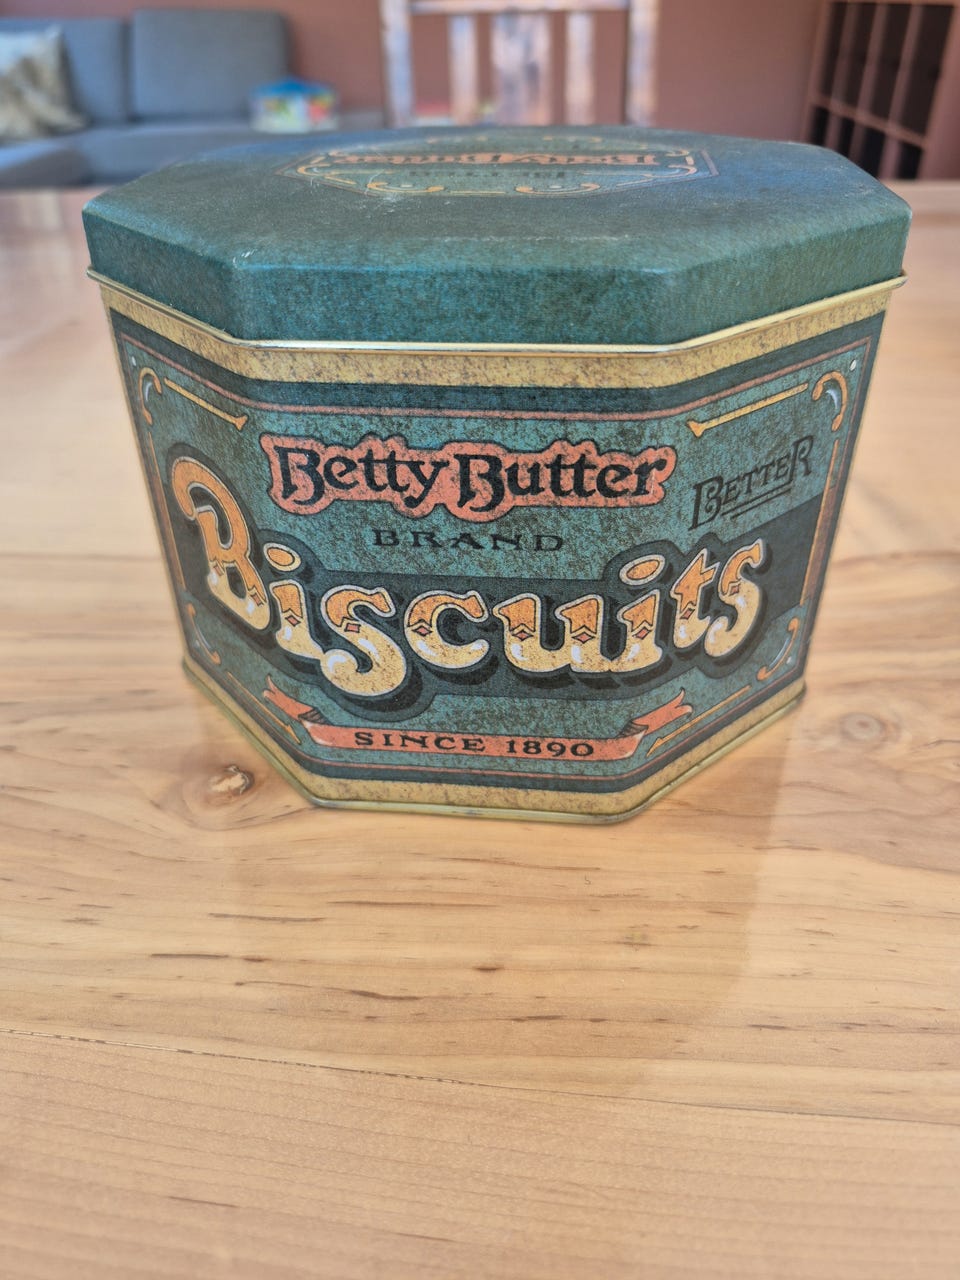 Betty Butter
BETTER
BRAND
Biscuits
SINCE 1890